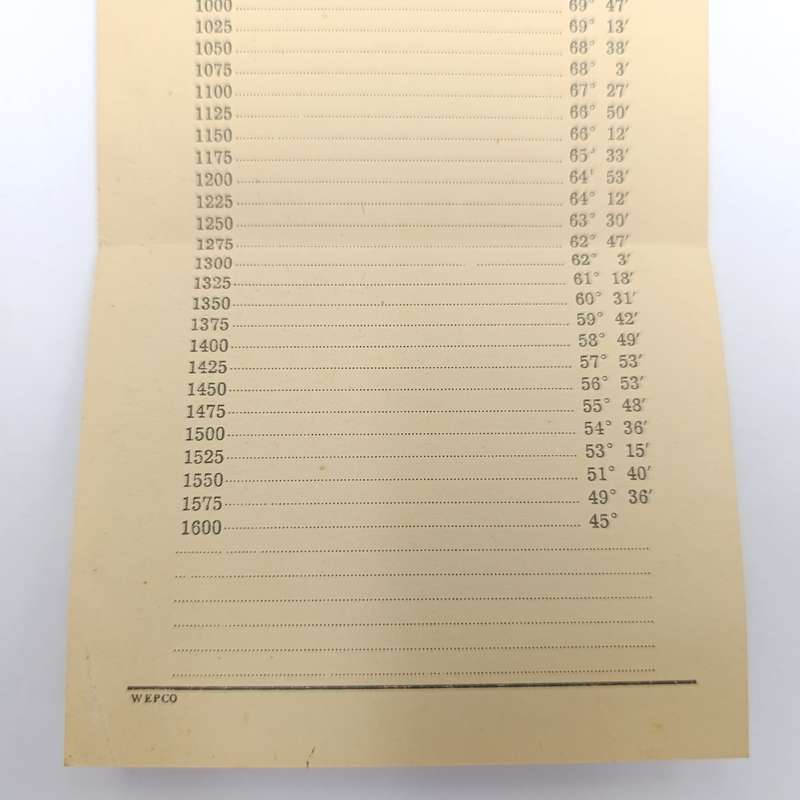 1000 69° 47′
1025 69° 13′
1050 68° 38′
1075 68° 3′
1100 67° 27′
1125 66° 50′
1150 66° 12′
1175 65° 33′
1200 64° 53′
1225 64° 12′
1250 63° 30′
1275 62° 47′
1300 62° 3′
1325 61° 18′
1350 60° 31′
1375 59° 42′
1400 58° 49′
1425 57° 53′
1450 56° 53′
1475 55° 48′
1500 54° 36′
1525 53° 15′
1550 51° 40′
1575 49° 36′
1600 45°
WEPCO